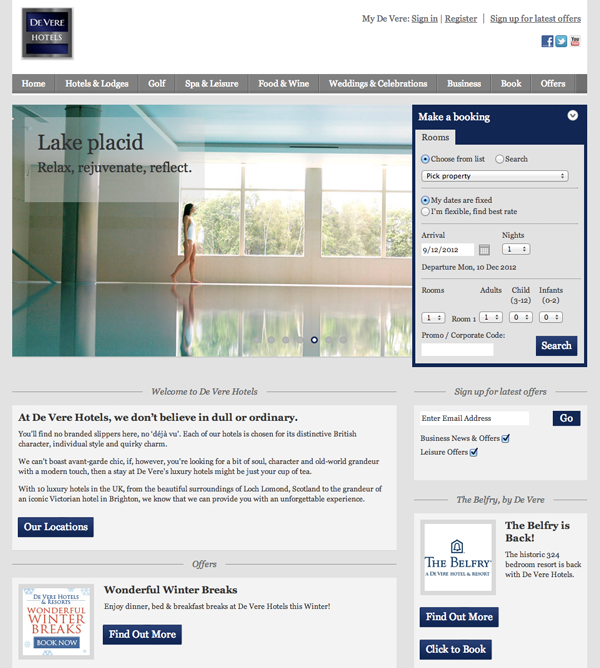 DE VERE
HOTELS
My De Vere: Sign in | Register | Sign up for latest offers
You Tube
Home Hotels & Lodges Golf Spa & Leisure Food & Wine Weddings & Celebrations Business Book Offers
Lake placid
Relax, rejuvenate, reflect.
Make a booking
Rooms
Choose from list Search
Pick property
My dates are fixed
I'm flexible, find best rate
Arrival Nights
9/12/2012 1
Departure Mon, 10 Dec 2012
Rooms Adults Child Infants
(3-12) (0-2)
1 Room 1 1 0 0
Promo / Corporate Code:
Search
Welcome to De Vere Hotels
At De Vere Hotels, we don't believe in dull or ordinary.
You'll find no branded slippers here, no 'déjà vu'. Each of our hotels is chosen for its distinctive British
character, individual style and quirky charm.
We can't boast avant-garde chic, if, however, you're looking for a bit of soul, character and old-world grandeur
with a modern touch, then a stay at De Vere's luxury hotels might be just your cup of tea.
With 10 luxury hotels in the UK, from the beautiful surroundings of Loch Lomond, Scotland to the grandeur of
an iconic Victorian hotel in Brighton, we know that we can provide you with an unforgettable experience.
Our Locations
Sign up for latest offers
Enter Email Address Go
Business News & Offers
Leisure Offers
The Belfry, by De Vere
THE BELFRY
A DE VERE HOTEL & RESORT
The Belfry is
Back!
The historic 324
bedroom resort is back
with De Vere Hotels.
Find Out More
Click to Book
Offers
DE VERE HOTELS
& RESORTS
WONDERFUL
WINTER
BREAKS
BOOK NOW
Wonderful Winter Breaks
Enjoy dinner, bed & breakfast breaks at De Vere Hotels this Winter!
Find Out More